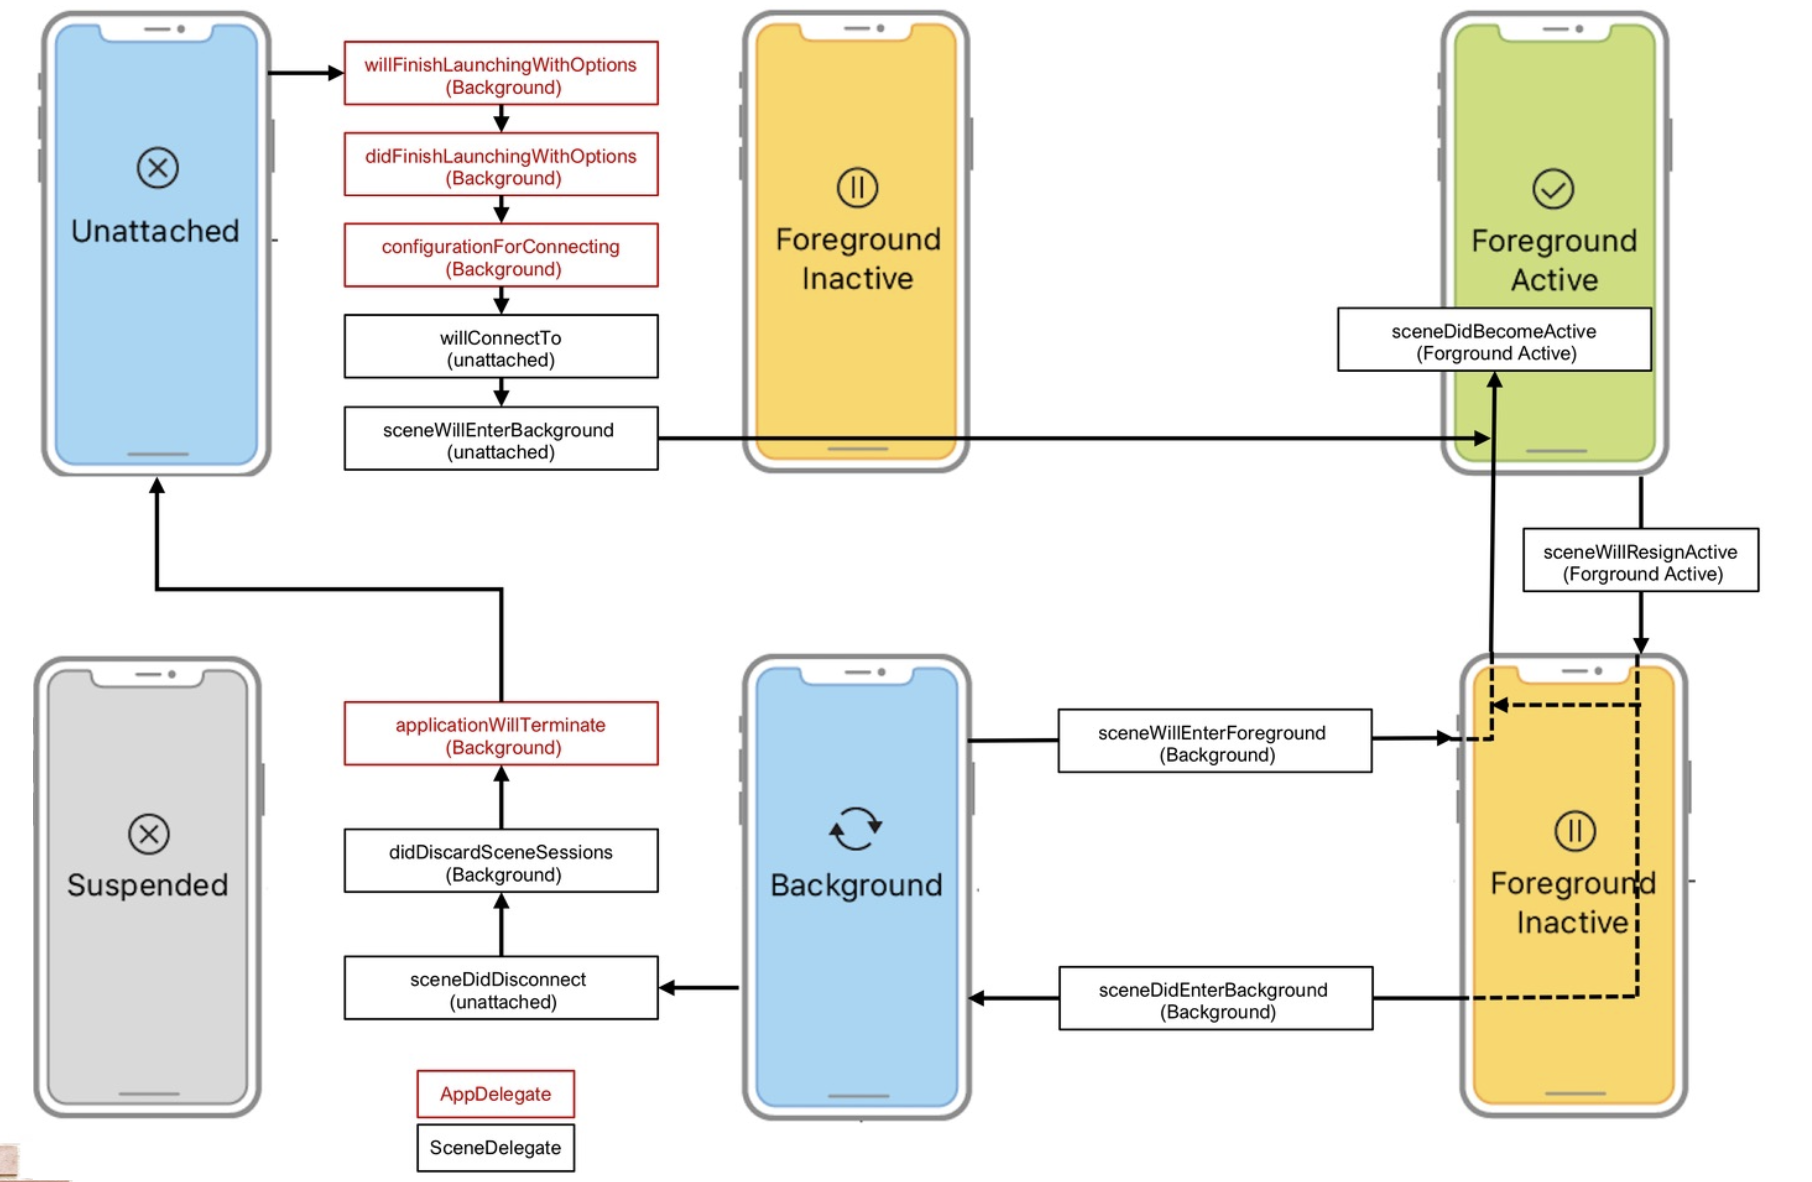 Unattached
willFinishLaunchingWithOptions
(Background)
didFinishLaunchingWithOptions
(Background)
configurationForConnecting
(Background)
willConnectTo
(unattached)
sceneWillEnterBackground
(unattached)
Foreground
Inactive
Foreground
Active
sceneDidBecomeActive
(Forground Active)
sceneWillResignActive
(Forground Active)
Suspended
applicationWillTerminate
(Background)
didDiscardSceneSessions
(Background)
sceneDidDisconnect
(unattached)
Background
sceneWillEnterForeground
(Background)
sceneDidEnterBackground
(Background)
Foreground
Inactive
AppDelegate
SceneDelegate